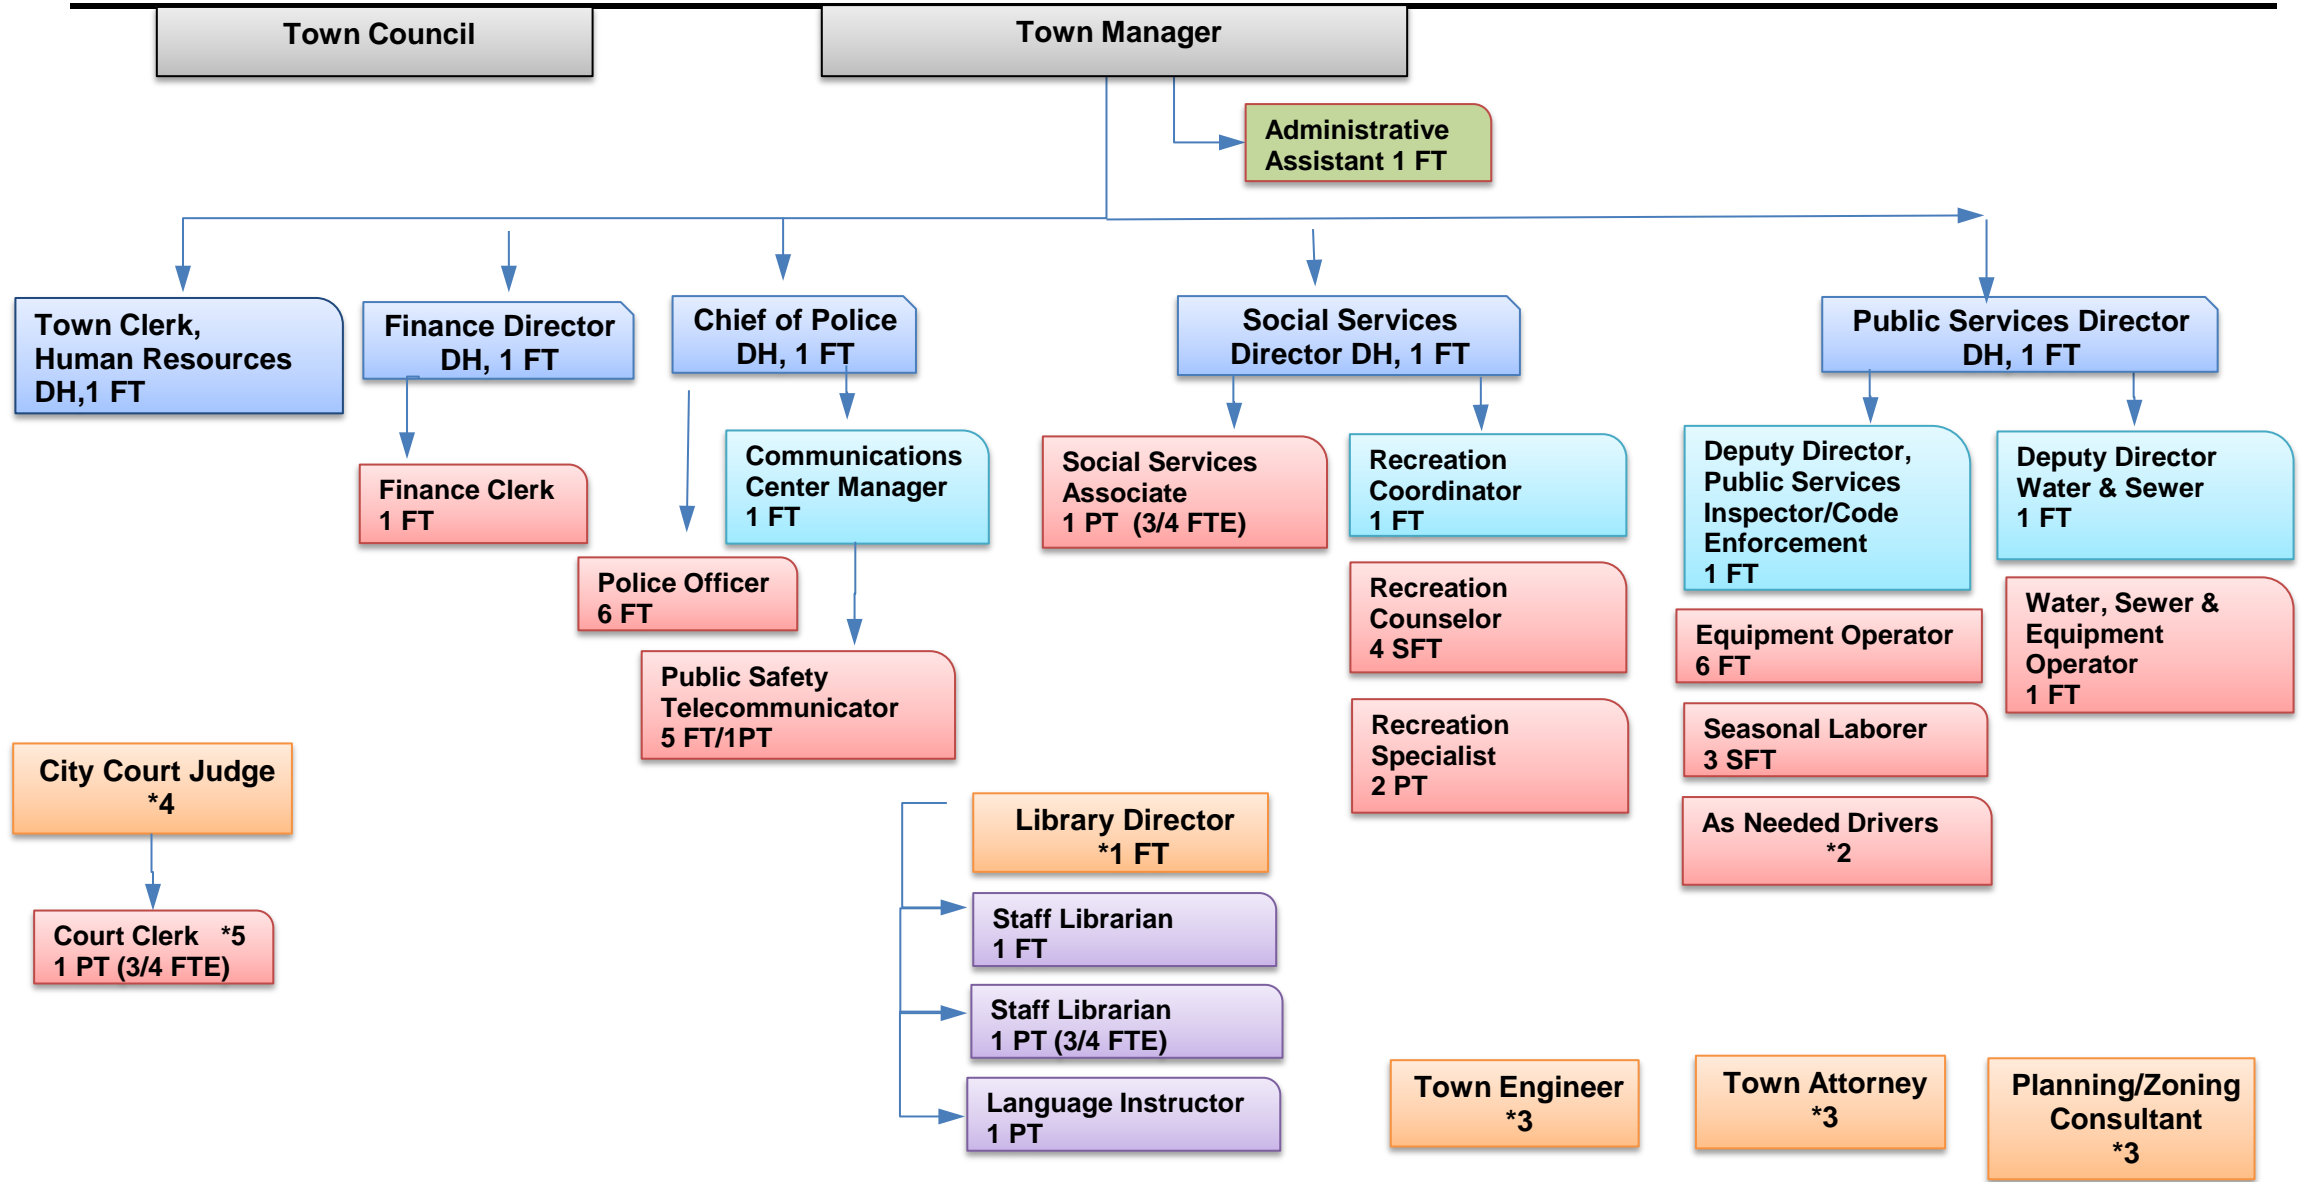 Town Council
Town Manager
Administrative
Assistant 1 FT
Town Clerk,
Human Resources
DH,1 FT
Finance Director
DH, 1 FT
Chief of Police
DH, 1 FT
Social Services
Director DH, 1 FT
Public Services Director
DH, 1 FT
Finance Clerk
1 FT
Communications
Center Manager
1 FT
Police Officer
6 FT
Public Safety
Telecommunicator
5 FT/1PT
Social Services
Associate
1 PT (3/4 FTE)
Recreation
Coordinator
1 FT
Recreation
Counselor
4 SFT
Recreation
Specialist
2 PT
Deputy Director,
Public Services
Inspector/Code
Enforcement
1 FT
Deputy Director
Water & Sewer
1 FT
Equipment Operator
6 FT
Water, Sewer &
Equipment
Operator
1 FT
Seasonal Laborer
3 SFT
As Needed Drivers
*2
City Court Judge
*4
Court Clerk *5
1 PT (3/4 FTE)
Library Director
*1 FT
Staff Librarian
1 FT
Staff Librarian
1 PT (3/4 FTE)
Language Instructor
1 PT
Town Engineer
*3
Town Attorney
*3
Planning/Zoning
Consultant
*3